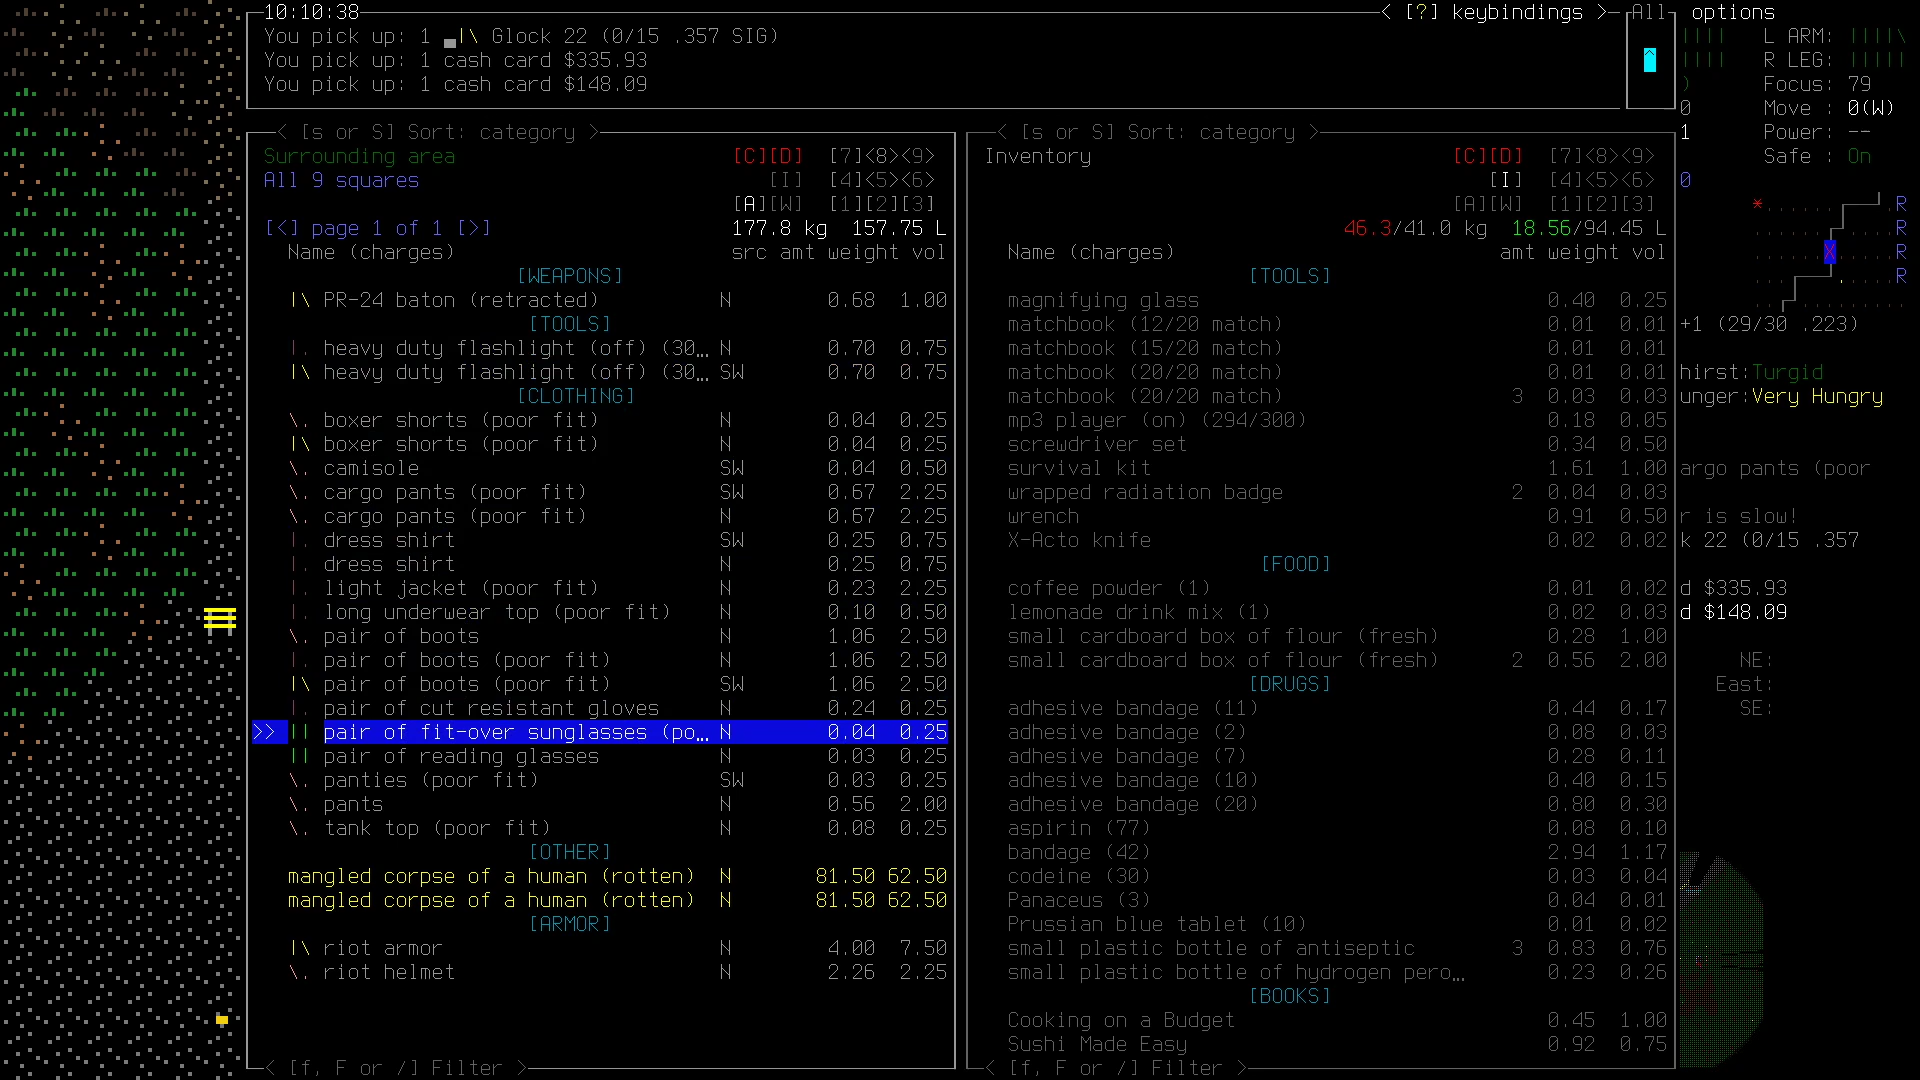 10:10:38 < [?] keybindings > All options
You pick up: 1 |\ Glock 22 (0/15 .357 SIG)
You pick up: 1 cash card $335.93
You pick up: 1 cash card $148.09
L ARM: ||||\
R LEG: |||||
Focus: 79
Move : 0(W)
Power: --
Safe : On
< [s or S] Sort: category >
Surrounding area [C][D] [7]<8><9>
All 9 squares [I] [4]<5><6>
[A][W] [1][2][3]
[<] page 1 of 1 [>] 177.8 kg 157.75 L
Name (charges) src amt weight vol
[WEAPONS]
|\ PR-24 baton (retracted) N 0.68 1.00
[TOOLS]
|. heavy duty flashlight (off) (30… N 0.70 0.75
|\ heavy duty flashlight (off) (30… SW 0.70 0.75
[CLOTHING]
\. boxer shorts (poor fit) N 0.04 0.25
|\ boxer shorts (poor fit) N 0.04 0.25
\. camisole SW 0.04 0.50
\. cargo pants (poor fit) SW 0.67 2.25
\. cargo pants (poor fit) N 0.67 2.25
|. dress shirt SW 0.25 0.75
|. dress shirt N 0.25 0.75
|. light jacket (poor fit) N 0.23 2.25
|. long underwear top (poor fit) N 0.10 0.50
\. pair of boots N 1.06 2.50
|. pair of boots (poor fit) N 1.06 2.50
|\ pair of boots (poor fit) SW 1.06 2.50
|. pair of cut resistant gloves N 0.24 0.25
>> || pair of fit-over sunglasses (po… N 0.04 0.25
|| pair of reading glasses N 0.03 0.25
\. panties (poor fit) SW 0.03 0.25
\. pants N 0.56 2.00
\. tank top (poor fit) N 0.08 0.25
[OTHER]
mangled corpse of a human (rotten) N 81.50 62.50
mangled corpse of a human (rotten) N 81.50 62.50
[ARMOR]
|\ riot armor N 4.00 7.50
\. riot helmet N 2.26 2.25
< [f, F or /] Filter >
< [s or S] Sort: category >
Inventory [C][D] [7]<8><9>
[I] [4]<5><6>
[A][W] [1][2][3]
46.3/41.0 kg 18.56/94.45 L
Name (charges) amt weight vol
[TOOLS]
magnifying glass 0.40 0.25
matchbook (12/20 match) 0.01 0.01
matchbook (15/20 match) 0.01 0.01
matchbook (20/20 match) 0.01 0.01
matchbook (20/20 match) 3 0.03 0.03
mp3 player (on) (294/300) 0.18 0.05
screwdriver set 0.34 0.50
survival kit 1.61 1.00
wrapped radiation badge 2 0.04 0.03
wrench 0.91 0.50
X-Acto knife 0.02 0.02
[FOOD]
coffee powder (1) 0.01 0.02
lemonade drink mix (1) 0.02 0.03
small cardboard box of flour (fresh) 0.28 1.00
small cardboard box of flour (fresh) 2 0.56 2.00
[DRUGS]
adhesive bandage (11) 0.44 0.17
adhesive bandage (2) 0.08 0.03
adhesive bandage (7) 0.28 0.11
adhesive bandage (10) 0.40 0.15
adhesive bandage (20) 0.80 0.30
aspirin (77) 0.08 0.10
bandage (42) 2.94 1.17
codeine (30) 0.03 0.04
Panaceus (3) 0.04 0.01
Prussian blue tablet (10) 0.01 0.02
small plastic bottle of antiseptic 3 0.83 0.76
small plastic bottle of hydrogen pero… 0.23 0.26
[BOOKS]
Cooking on a Budget 0.45 1.00
Sushi Made Easy 0.92 0.75
< [f, F or /] Filter >
)
0
1
0
R
R
X R
R
+1 (29/30 .223)
hirst:Turgid
unger:Very Hungry
argo pants (poor
r is slow!
k 22 (0/15 .357
d $335.93
d $148.09
NE:
East:
SE: